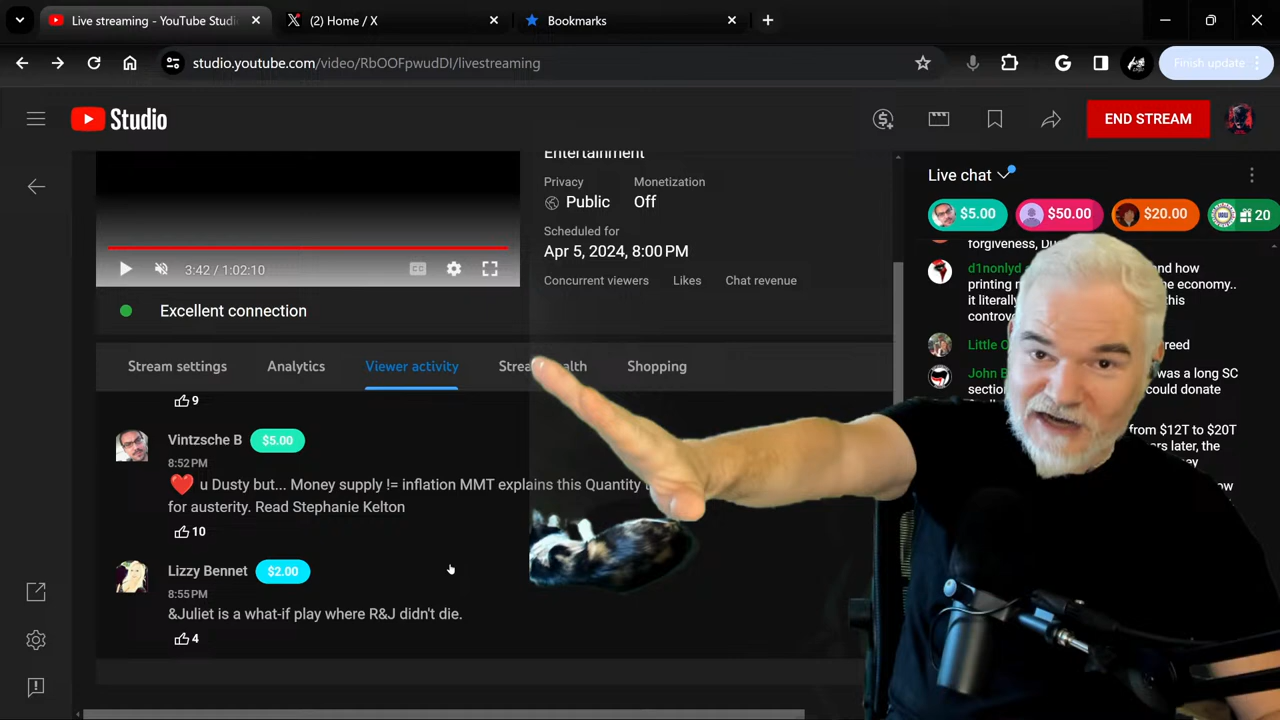 Live streaming - YouTube Studi
(2) Home / X
Bookmarks
studio.youtube.com/video/RbOOFpwudDI/livestreaming
Finish update
Studio
END STREAM
Entertainment
Privacy
Monetization
Public
Off
Scheduled for
Apr 5, 2024, 8:00 PM
Concurrent viewers
Likes
Chat revenue
3:42 / 1:02:10
CC
Excellent connection
Stream settings
Analytics
Viewer activity
Shopping
9
Vintzsche B $5.00
8:52 PM
❤️ u Dusty but... Money supply != inflation MMT explains this Quantity
for austerity. Read Stephanie Kelton
10
Lizzy Bennet $2.00
8:55 PM
&Juliet is a what-if play where R&J didn't die.
4
Live chat
$5.00
$50.00
$20.00
20
forgiveness,
d1nonlyd and how
printing economy..
it literally this
Little reed
John was a long SC
could donate
from $12T to $20T
later, the